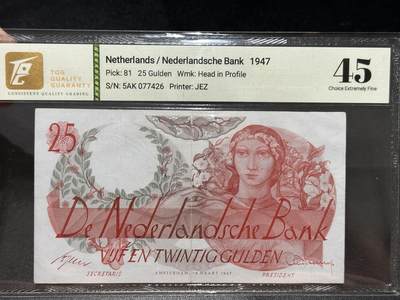 TQG
TOP
QUALITY
GUARANTY
CONSISTENT QUALITY GRADING
Netherlands / Nederlandsche Bank 1947
Pick: 81 25 Gulden Wmk: Head in Profile
S/N: 5AK 077426 Printer: JEZ
45
Choice Extremely Fine
25
De Nederlandsche Bank
VIJF EN TWINTIG GULDEN
AMSTERDAM, 19 MAART 1947
SECRETARIS
PRESIDENT